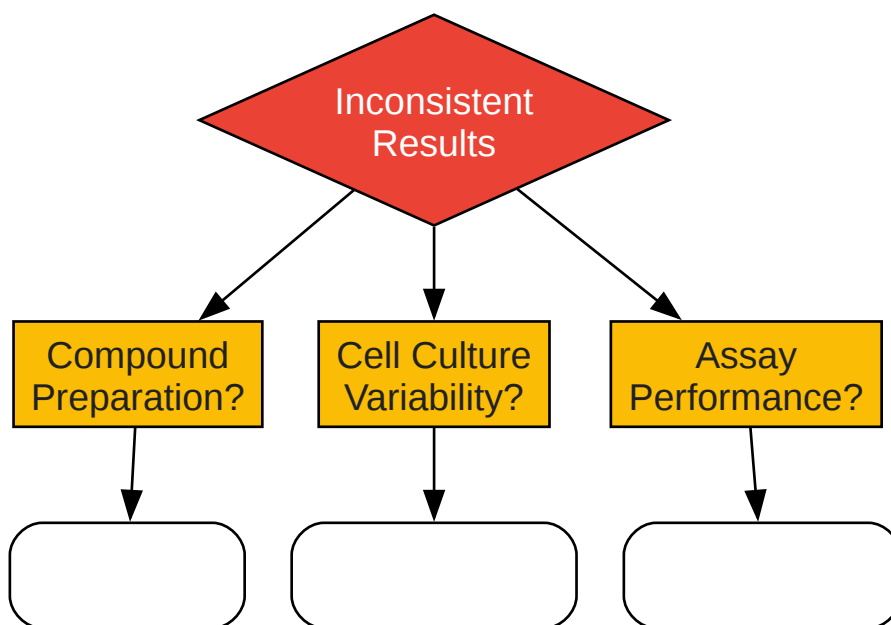 Inconsistent
Results
Compound
Preparation?
Cell Culture
Variability?
Assay
Performance?